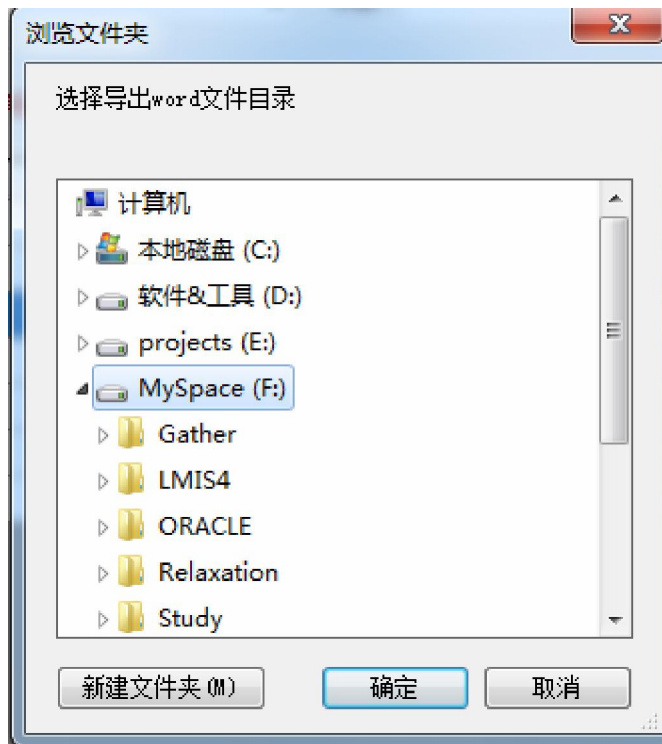 浏览文件夹
选择导出word文件目录
计算机
本地磁盘 (C:)
软件&工具 (D:)
projects (E:)
MySpace (F:)
Gather
LMIS4
ORACLE
Relaxation
Study
新建文件夹(M) 确定 取消